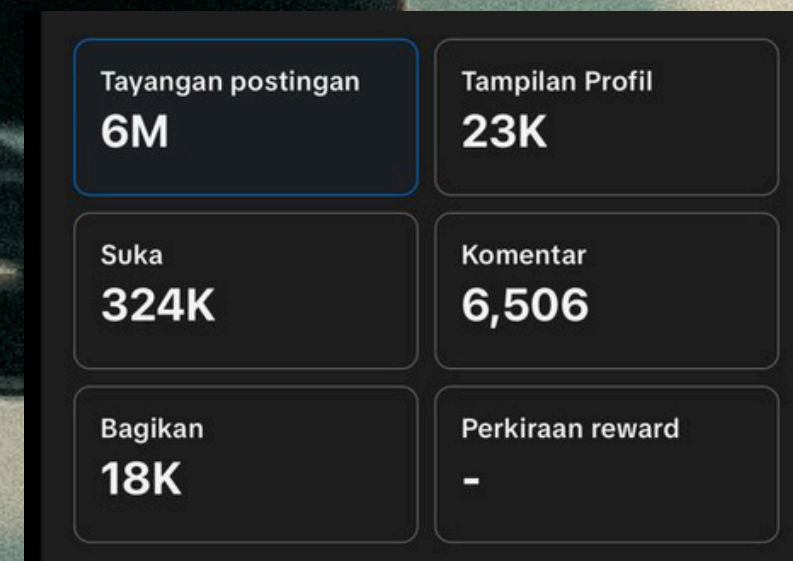 Tayangan postingan
6M
Tampilan Profil
23K
Suka
324K
Komentar
6,506
Bagikan
18K
Perkiraan reward
-